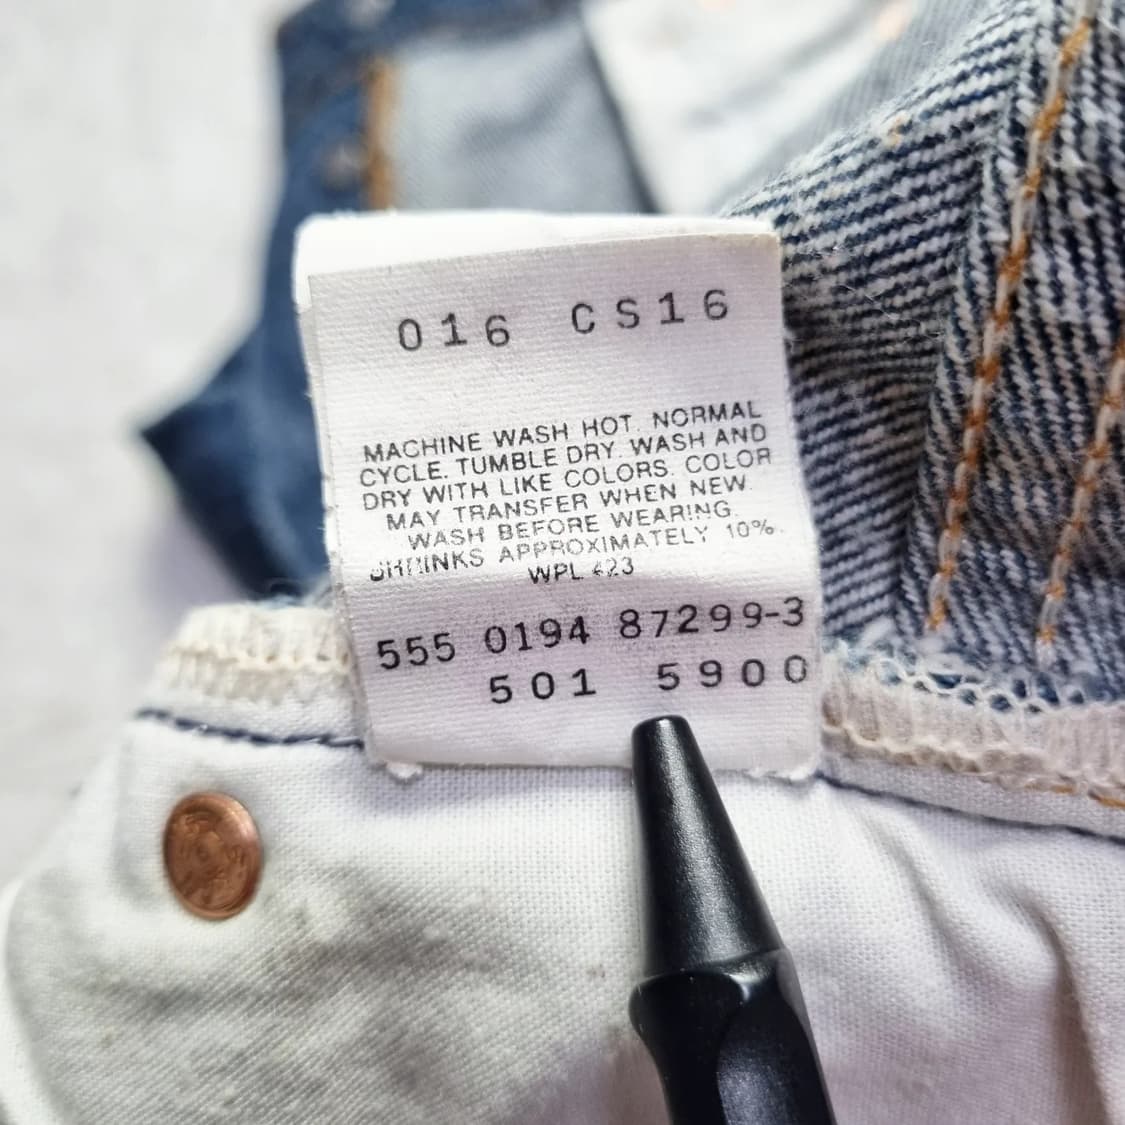 016 CS16
MACHINE WASH HOT. NORMAL
CYCLE. TUMBLE DRY. WASH AND
DRY WITH LIKE COLORS. COLOR
MAY TRANSFER WHEN NEW.
WASH BEFORE WEARING.
SHRINKS APPROXIMATELY 10%.
WPL 423
555 0194 87299-3
501 5900